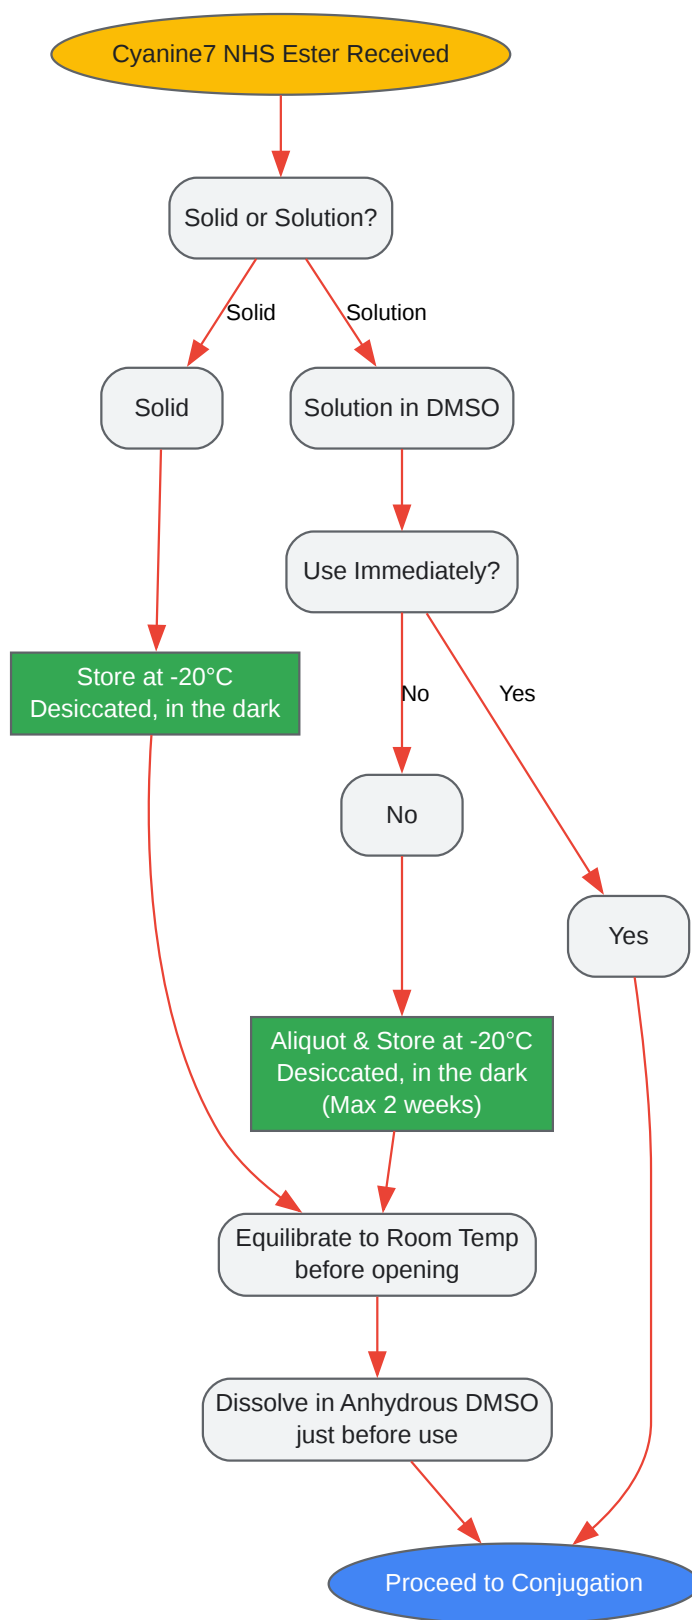 Cyanine7 NHS Ester Received
Solid or Solution?
Solid
Solution
Solid
Solution in DMSO
Use Immediately?
Store at -20°C
Desiccated, in the dark
No
Yes
No
Yes
Aliquot & Store at -20°C
Desiccated, in the dark
(Max 2 weeks)
Equilibrate to Room Temp
before opening
Dissolve in Anhydrous DMSO
just before use
Proceed to Conjugation